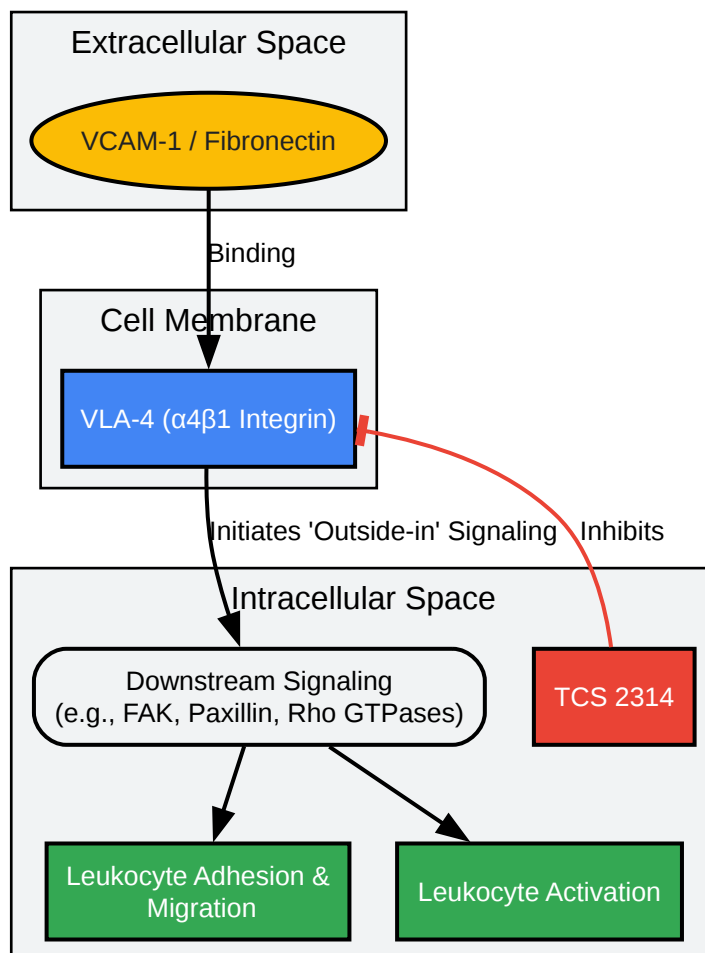 Extracellular Space
VCAM-1 / Fibronectin
Binding
Cell Membrane
VLA-4 (α4β1 Integrin)
Initiates 'Outside-in' Signaling
Inhibits
Intracellular Space
Downstream Signaling
(e.g., FAK, Paxillin, Rho GTPases)
TCS 2314
Leukocyte Adhesion &
Migration
Leukocyte Activation